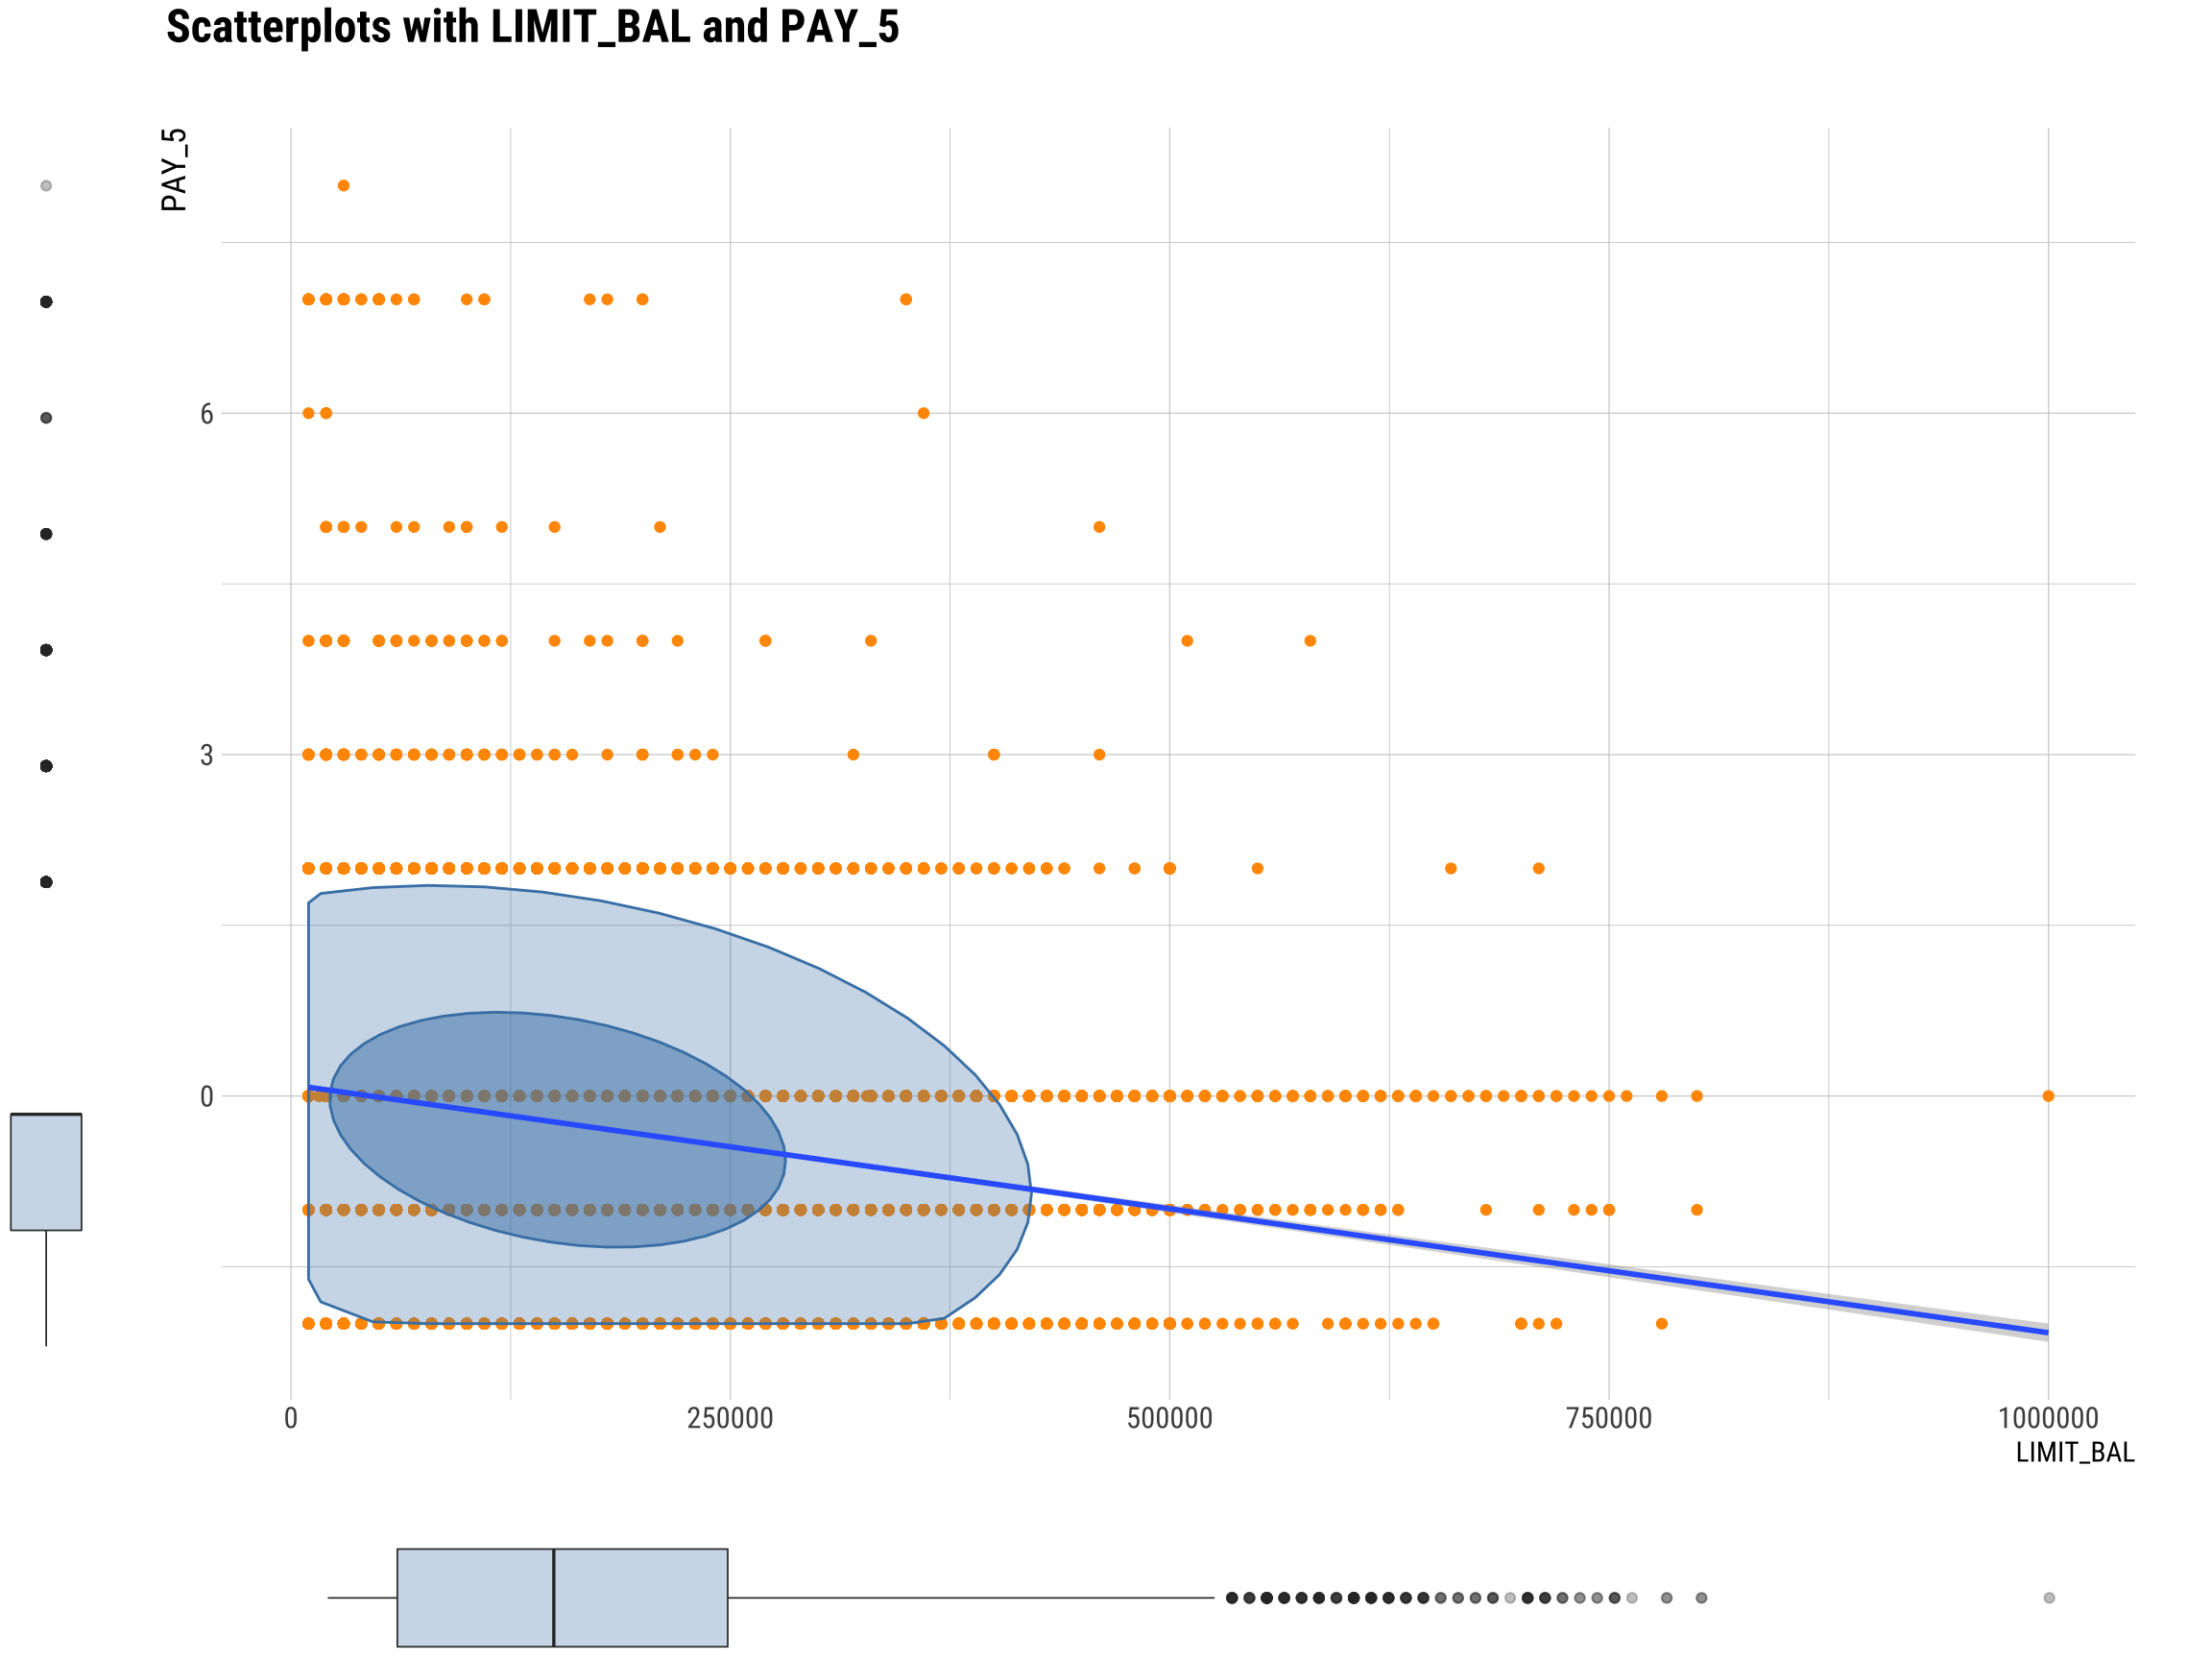 Scatterplots with LIMIT_BAL and PAY_5
PAY_5
6
3
0
0 250000 500000 750000 1000000
LIMIT_BAL